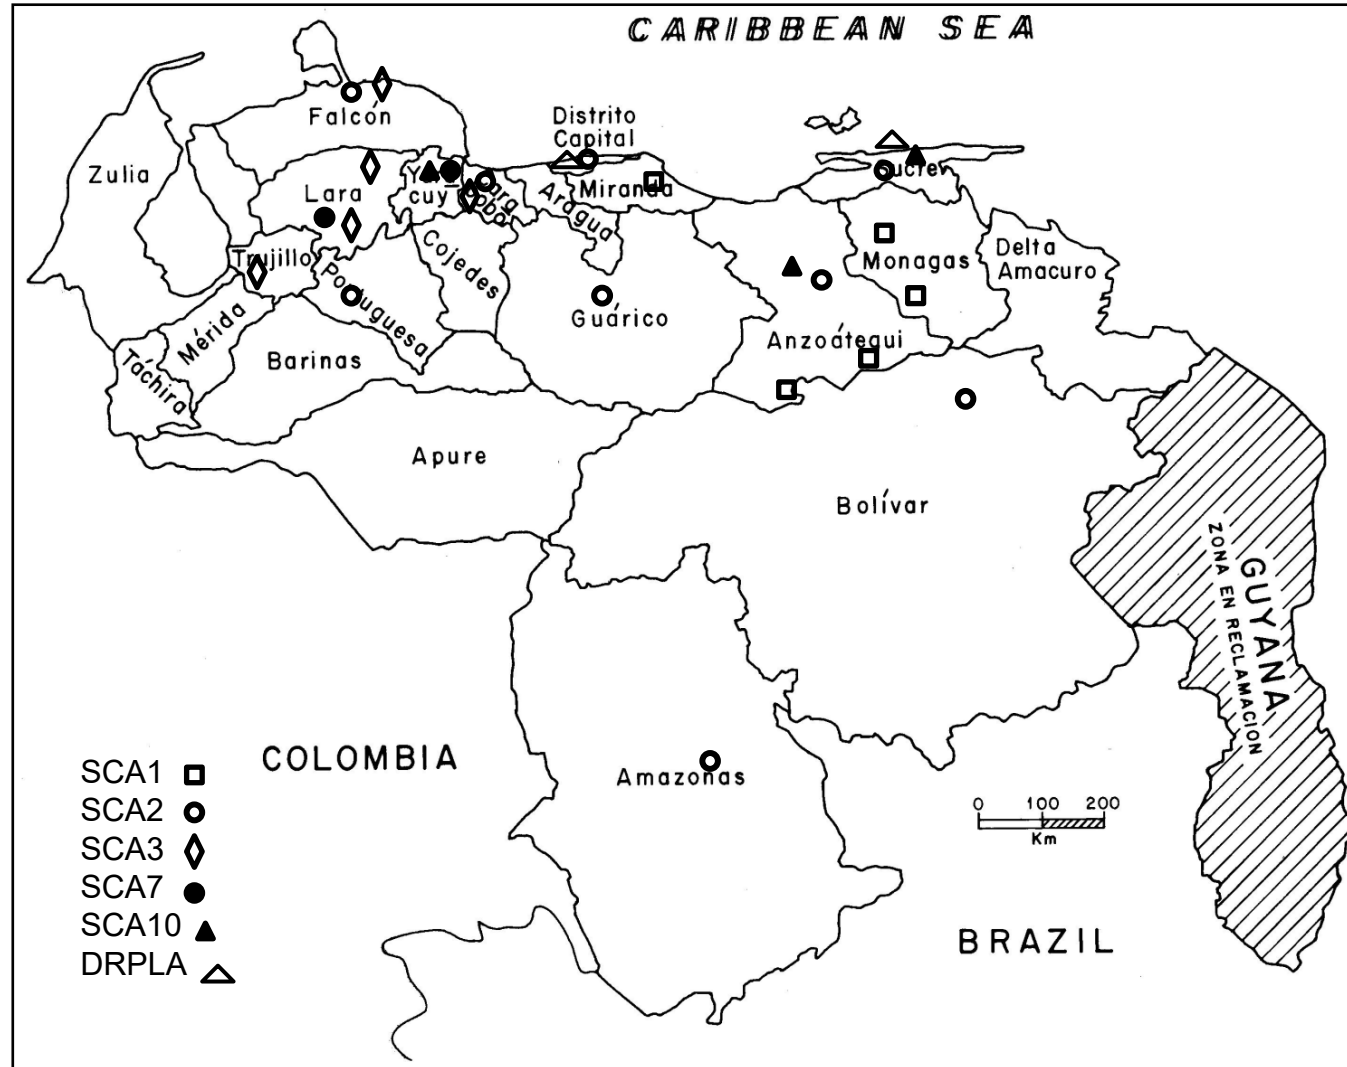 CARIBBEAN SEA
Falcón
Distrito
Capital
Zulia
Lara
cuy
Aragua
Miranda
Sucre
Trujillo
Cojedes
Portuguesa
Monagas
Delta
Amacuro
Mérida
Guárico
Anzoátegui
Táchira
Barinas
Apure
Bolívar
GUYANA
ZONA EN RECLAMACION
COLOMBIA
Amazonas
SCA1
SCA2
SCA3
SCA7
SCA10
DRPLA
0 100 200
Km
BRAZIL